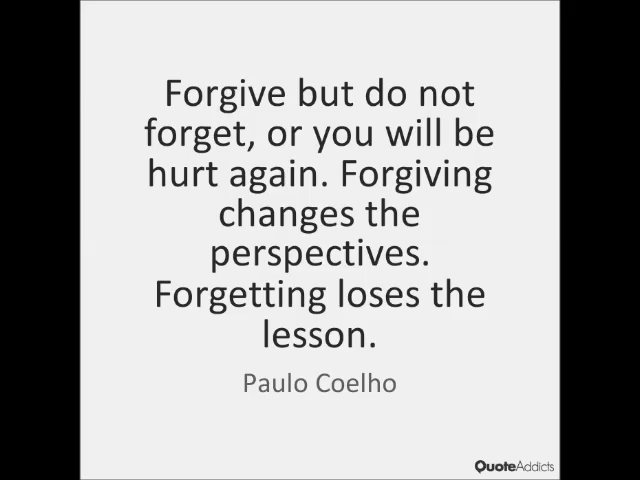 Forgive but do not
forget, or you will be
hurt again. Forgiving
changes the
perspectives.
Forgetting loses the
lesson.
Paulo Coelho
QuoteAddicts